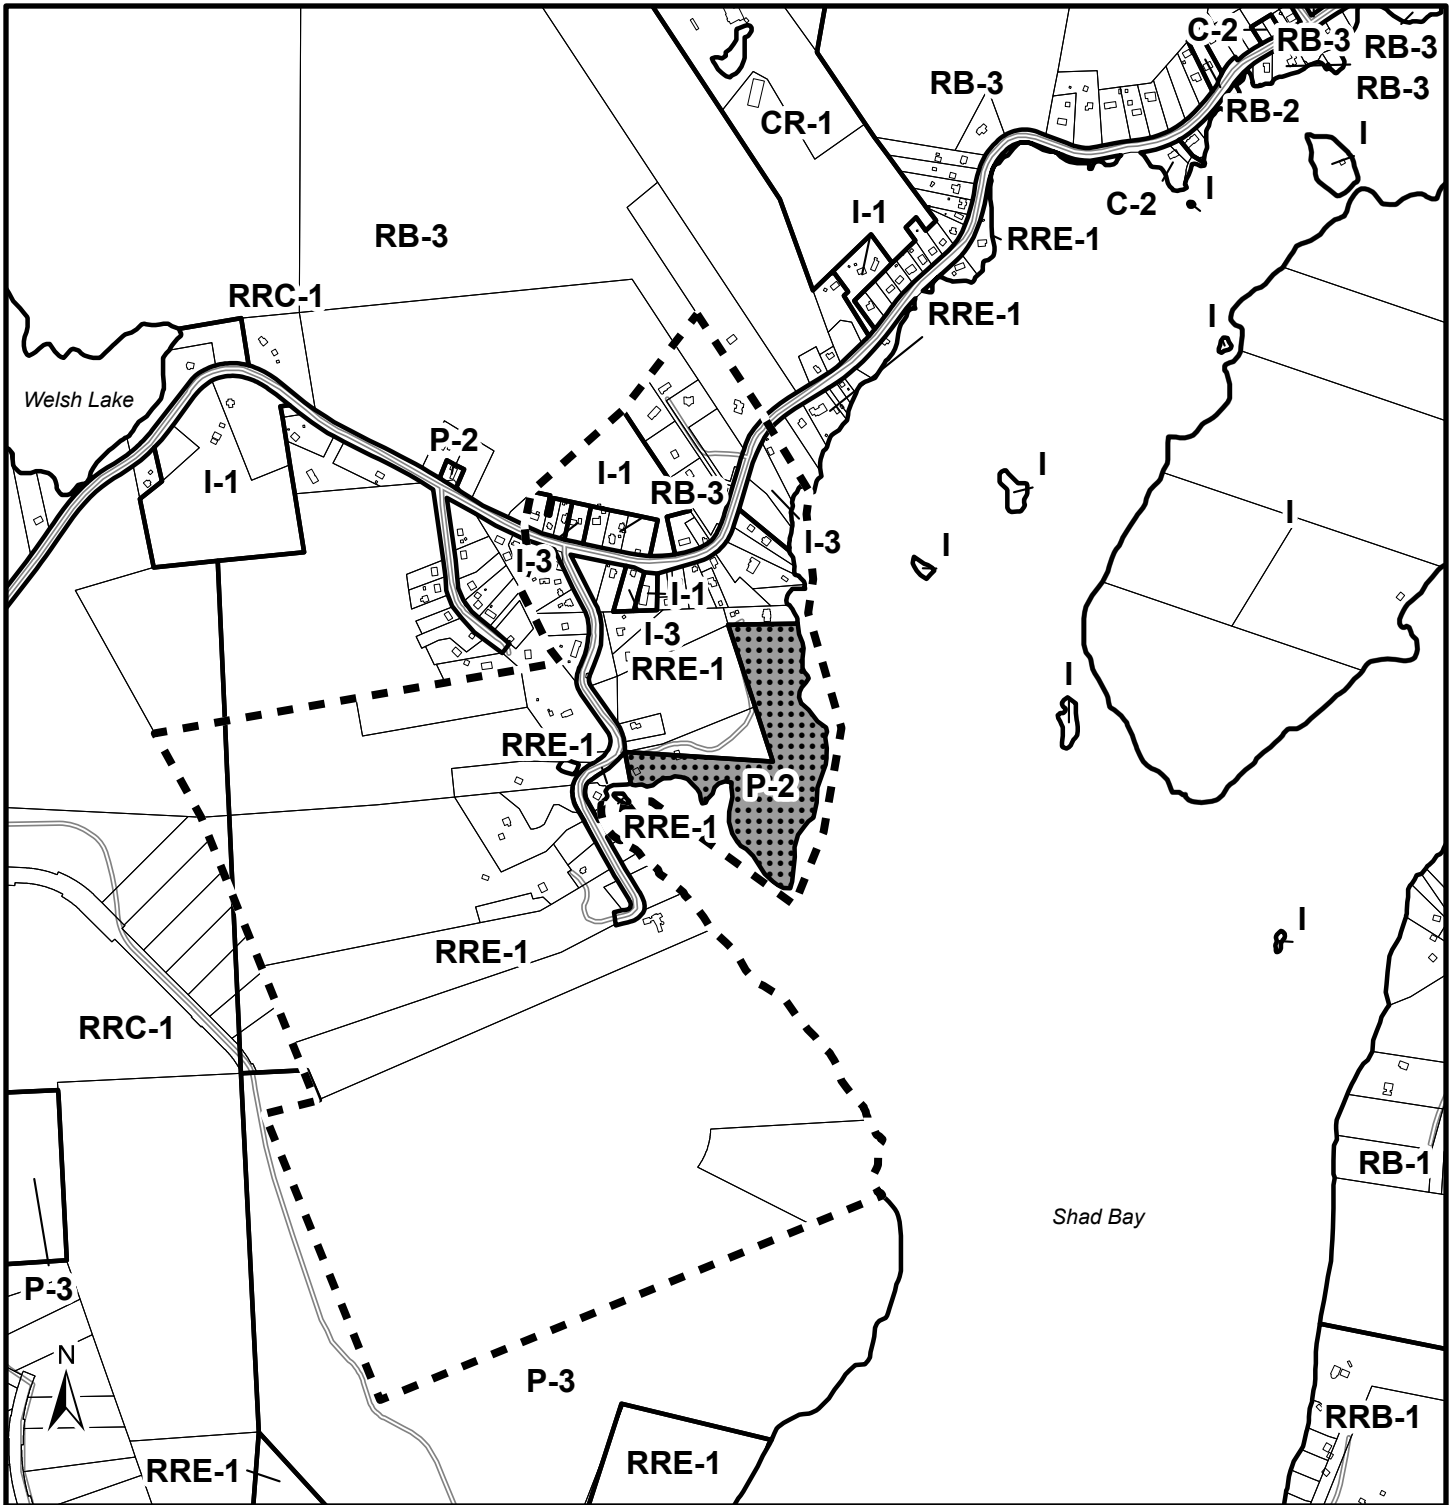 C-2
RB-3
RB-3
RB-3
RB-3
CR-1
RB-2
I
C-2
I
I-1
RB-3
RRE-1
RRC-1
RRE-1
I
Welsh Lake
P-2
I-1
I-1
RB-3
I
I
I-3
I-3
I
I-1
I-3
RRE-1
I
RRE-1
P-2
RRE-1
I
RRE-1
RRC-1
RB-1
Shad Bay
P-3
N
P-3
RRB-1
RRE-1
RRE-1